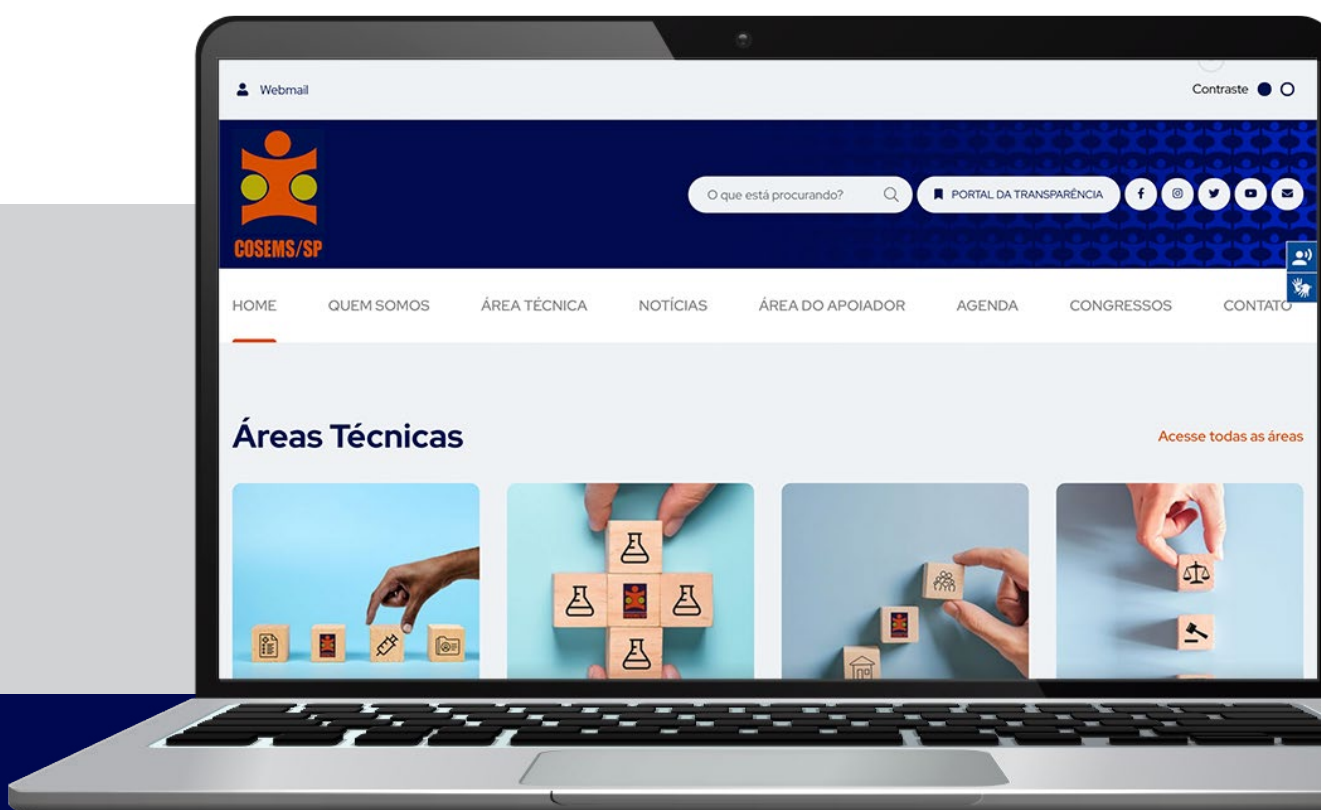 Webmail
Contraste
COSEMS/SP
O que está procurando?
PORTAL DA TRANSPARÊNCIA
HOME
QUEM SOMOS
ÁREA TÉCNICA
NOTÍCIAS
ÁREA DO APOIADOR
AGENDA
CONGRESSOS
CONTATO
Áreas Técnicas
Acesse todas as áreas